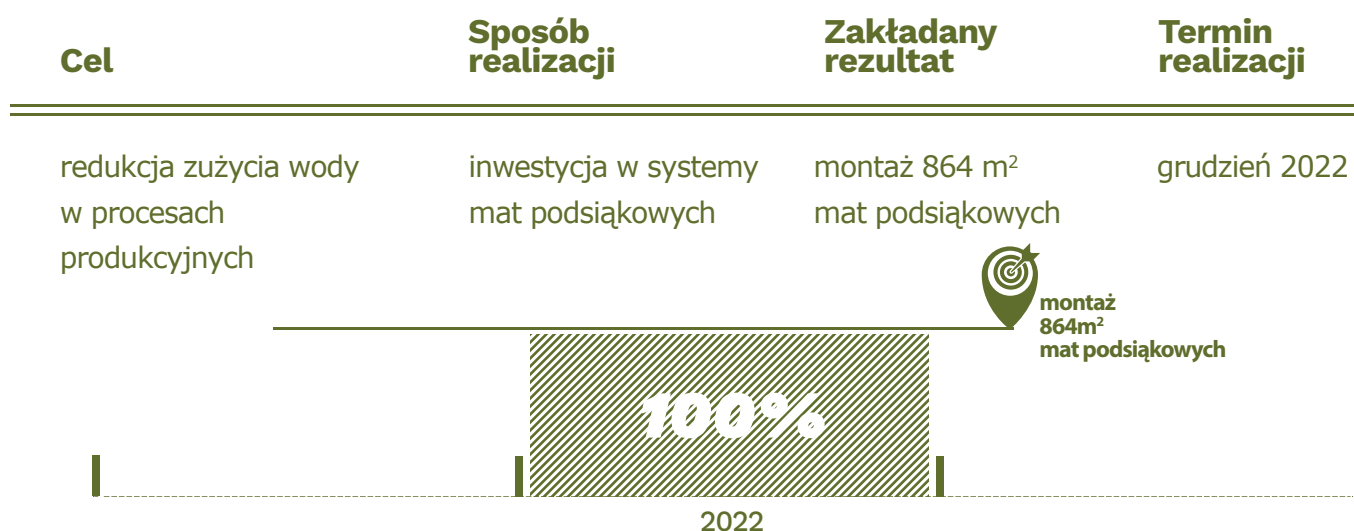 Cel
Sposób
realizacji
Zakładany
rezultat
Termin
realizacji
redukcja zużycia wody
w procesach
produkcyjnych
inwestycja w systemy
mat podsiąkowych
montaż 864 m²
mat podsiąkowych
grudzień 2022
montaż
864m²
mat podsiąkowych
100%
2022